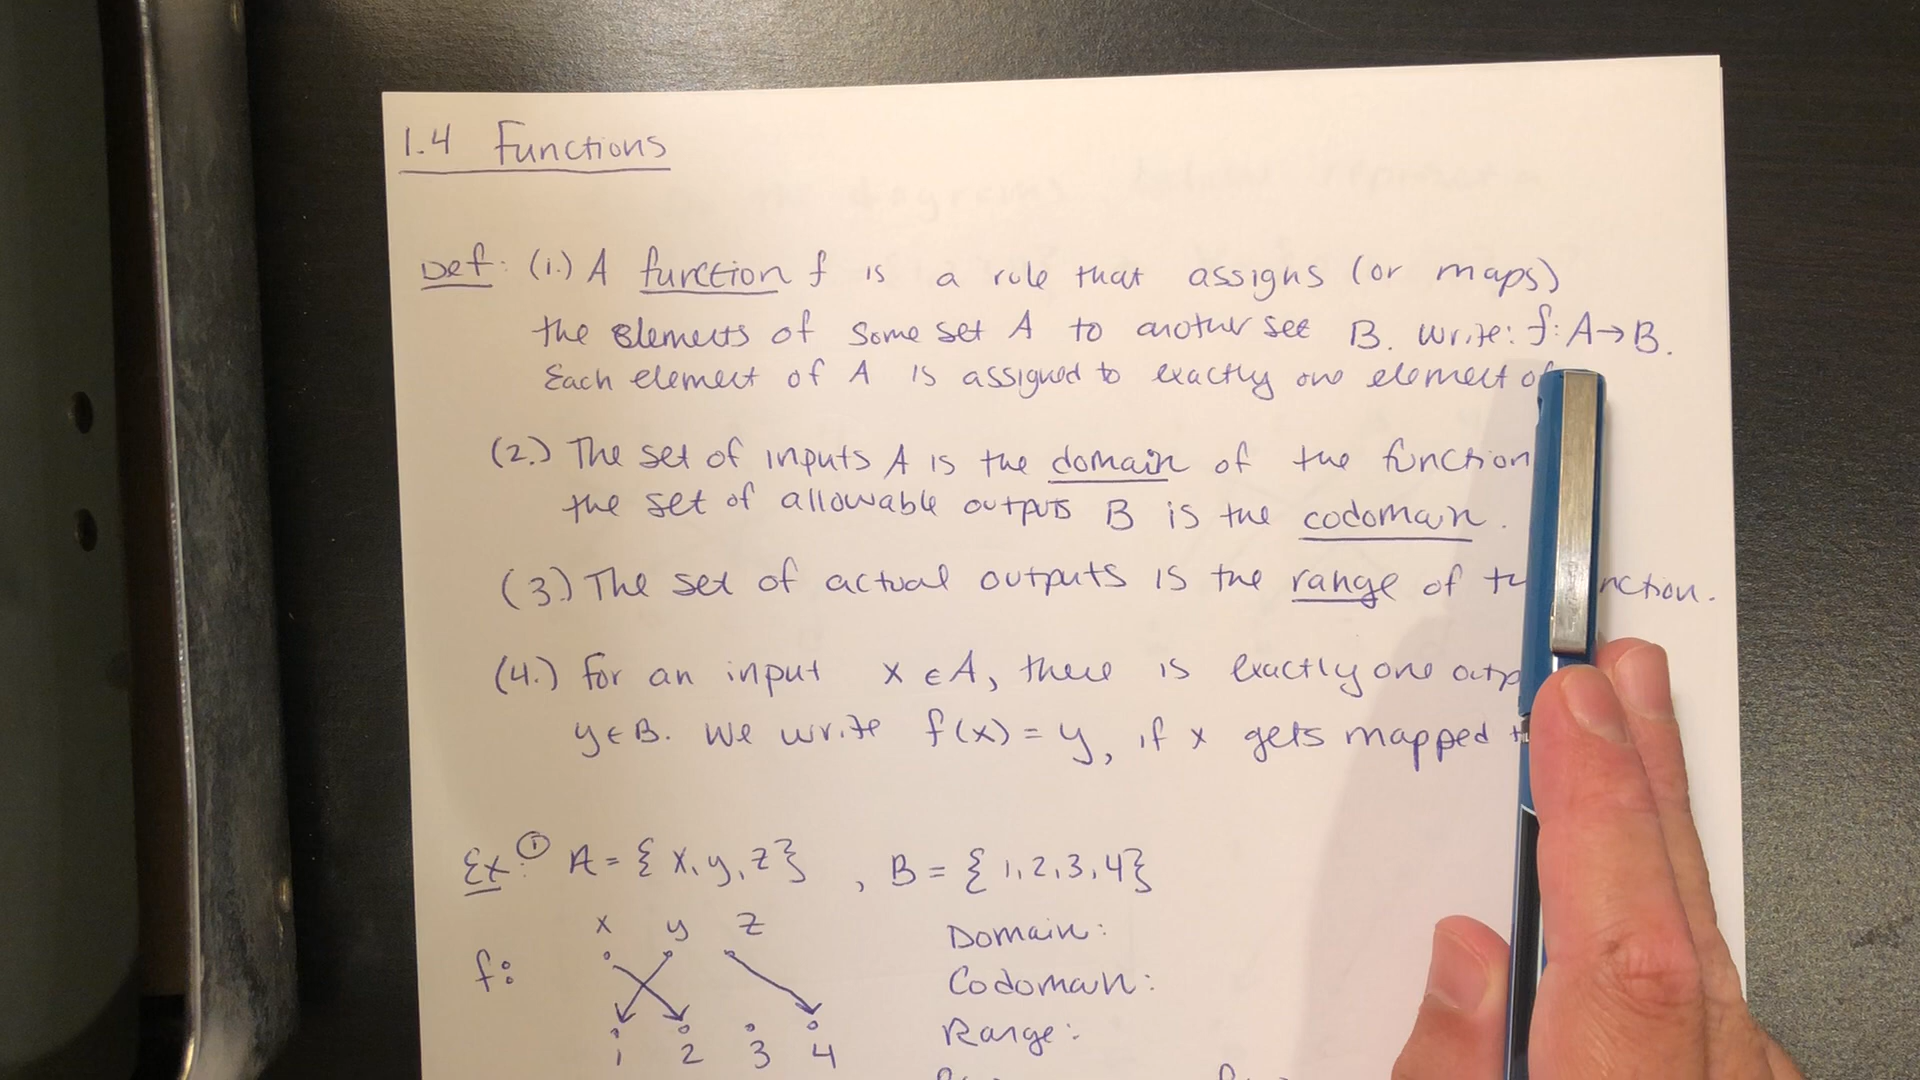 1.4 Functions
Def: (1.) A function f is a rule that assigns (or maps)
the elements of some set A to another set B. Write: f: A→B.
Each element of A is assigned to exactly one element of
(2.) The set of inputs A is the domain of the function
the set of allowable outputs B is the codomain.
(3.) The set of actual outputs is the range of nction.
(4.) For an input x ∈ A, there is exactly one outp
y ∈ B. We write f(x) = y, if x gets mapped
Ex: ① A = {x, y, z}, B = {1, 2, 3, 4}
x y z
Domain:
f:
Codomain:
Range:
1 2 3 4